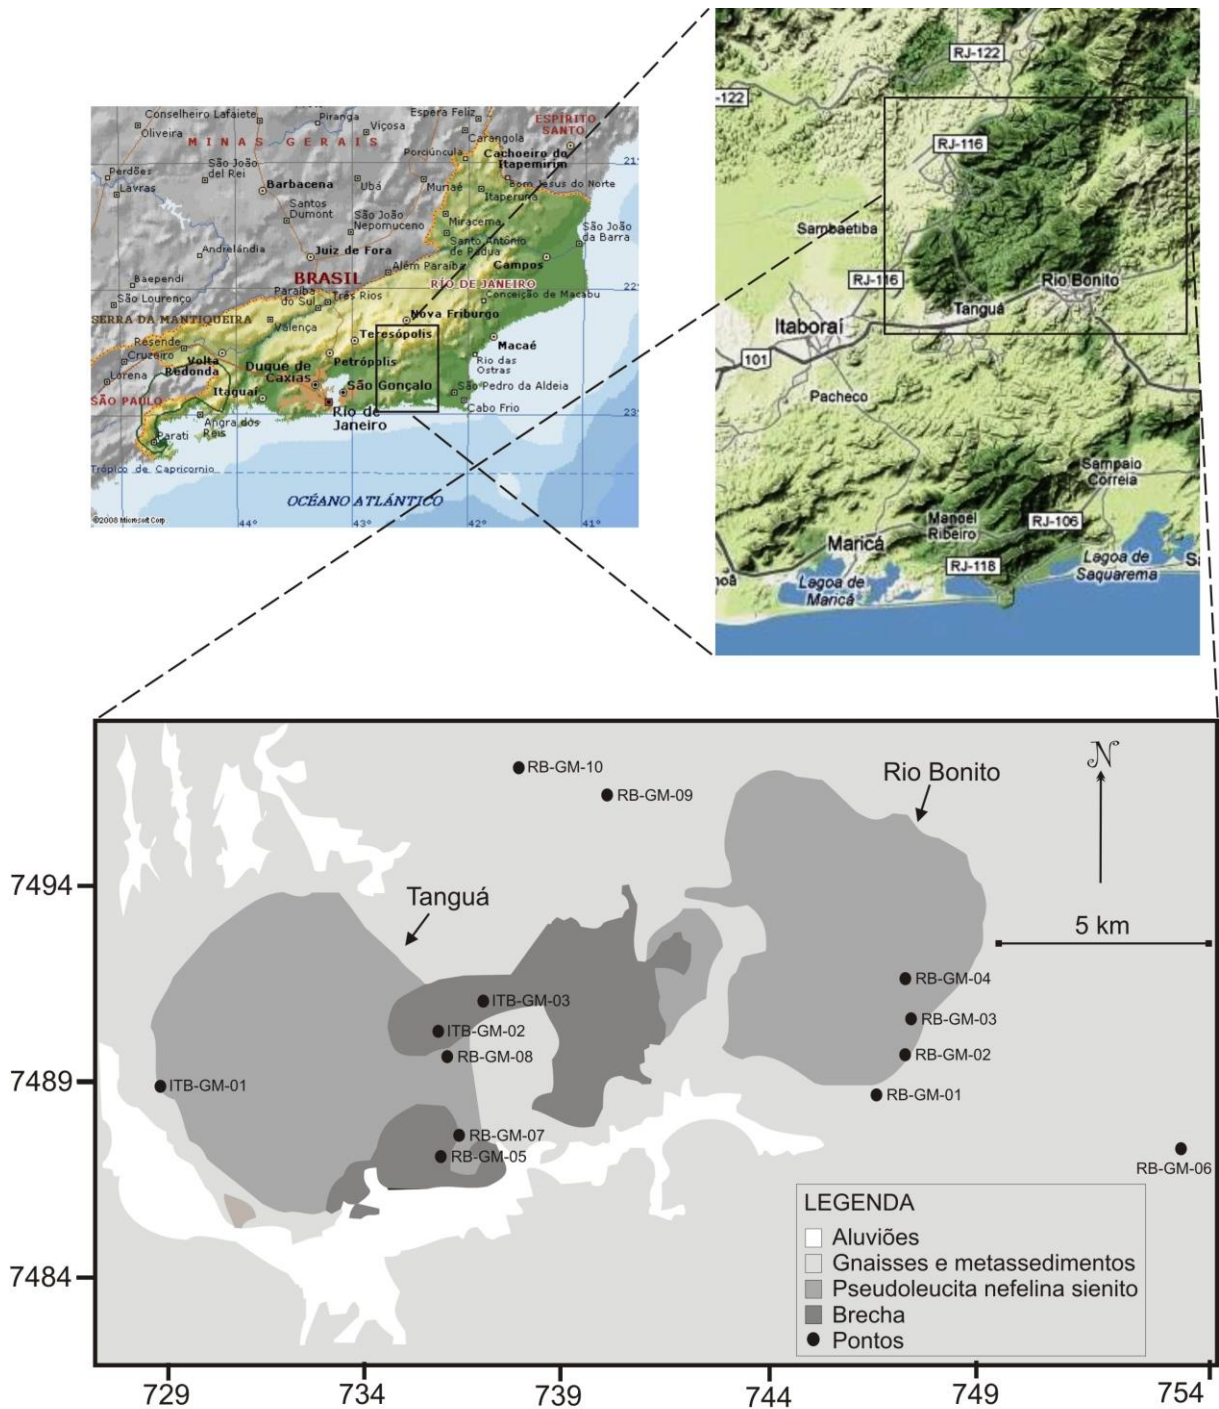 Conselheiro Lafaiete
Piranga
Espera Feliz
ESPÍRITO
SANTO
Oliveira
Viçosa
Carangola
MINAS GERAIS
Porciúncula
Cachoeiro do
Itapemirim
21°
São João
del Rei
Perdões
Lavras
Barbacena
Ubá
Muriaé
Bom Jesus do Norte
Itaperuna
Santos
Dumont
São João
Nepomuceno
Miracema
São João
da Barra
Andrelândia
Juiz de Fora
Santo Antônio
de Pádua
Campos
BRASIL
Além Paraíba
Baependi
RÍO DE JANEIRO
22°
São Lourenço
Paraíba
do Sul
Três Rios
Conceição de Macabu
SERRA DA MANTIQUEIRA
Valença
Nova Friburgo
Teresópolis
Macaé
Resende
Cruzeiro
Volta
Redonda
Duque de
Caxias
Petrópolis
Rio das
Ostras
Lorena
Itaguaí
São Gonçalo
São Pedro da Aldeia
SÃO PAULO
Cabo Frio
23°
Angra dos
Reis
Rio de
Janeiro
Parati
Trópico de Capricornio
OCÉANO ATLÁNTICO
©2008 Microsoft Corp
44°
43°
42°
41°
RJ-122
-122
RJ-116
Sambaetiba
RJ-116
Rio Bonito
Tanguá
Itaboraí
101
Pacheco
Sampaio
Correia
Manoel
Ribeiro
RJ-106
Maricá
RJ-118
Lagoa de
Saquarema
Lagoa de
Maricá
RB-GM-10
RB-GM-09
Rio Bonito
N
7494
Tanguá
5 km
RB-GM-04
ITB-GM-03
RB-GM-03
ITB-GM-02
RB-GM-08
RB-GM-02
7489
ITB-GM-01
RB-GM-01
RB-GM-07
RB-GM-05
RB-GM-06
LEGENDA
Aluviões
Gnaisses e metassedimentos
Pseudoleucita nefelina sienito
Brecha
Pontos
7484
729
734
739
744
749
754